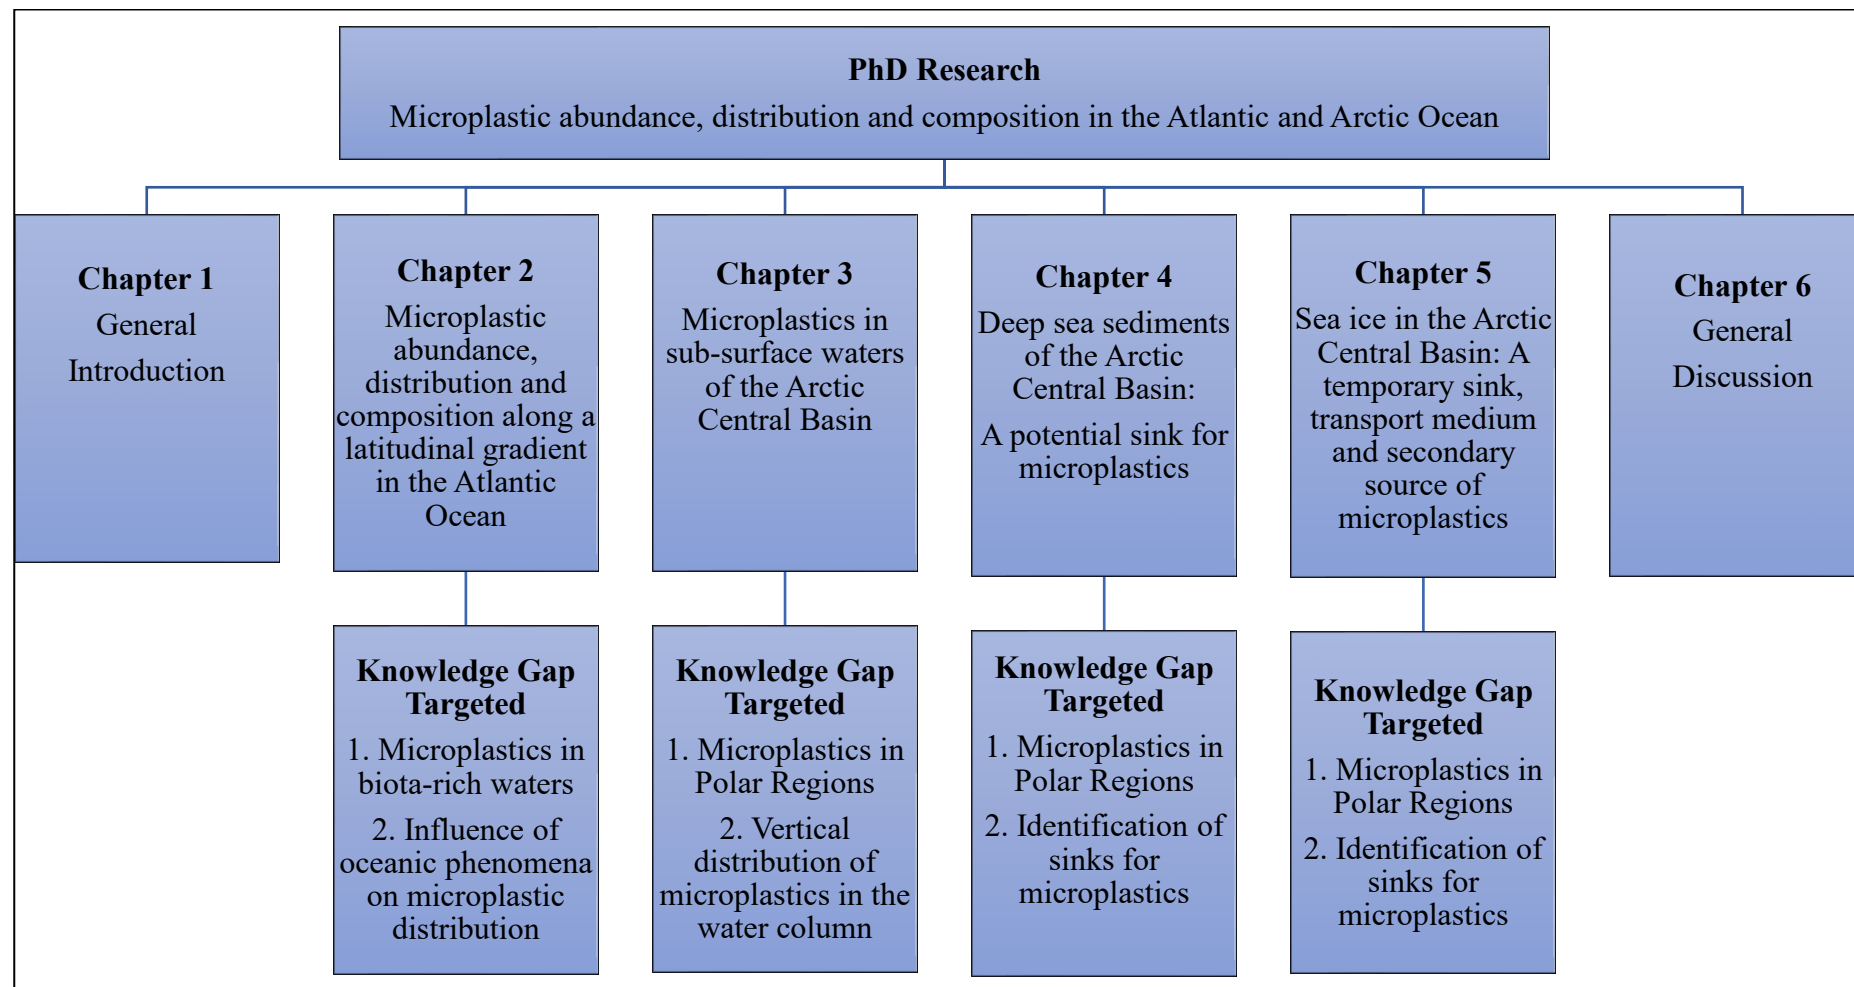 PhD Research
Microplastic abundance, distribution and composition in the Atlantic and Arctic Ocean
Chapter 1
General
Introduction
Chapter 2
Microplastic
abundance,
distribution and
composition along a
latitudinal gradient
in the Atlantic
Ocean
Chapter 3
Microplastics in
sub-surface waters
of the Arctic
Central Basin
Chapter 4
Deep sea sediments
of the Arctic
Central Basin:
A potential sink for
microplastics
Chapter 5
Sea ice in the Arctic
Central Basin: A
temporary sink,
transport medium
and secondary
source of
microplastics
Chapter 6
General
Discussion
Knowledge Gap
Targeted
1. Microplastics in
biota-rich waters
2. Influence of
oceanic phenomena
on microplastic
distribution
Knowledge Gap
Targeted
1. Microplastics in
Polar Regions
2. Vertical
distribution of
microplastics in the
water column
Knowledge Gap
Targeted
1. Microplastics in
Polar Regions
2. Identification of
sinks for
microplastics
Knowledge Gap
Targeted
1. Microplastics in
Polar Regions
2. Identification of
sinks for
microplastics